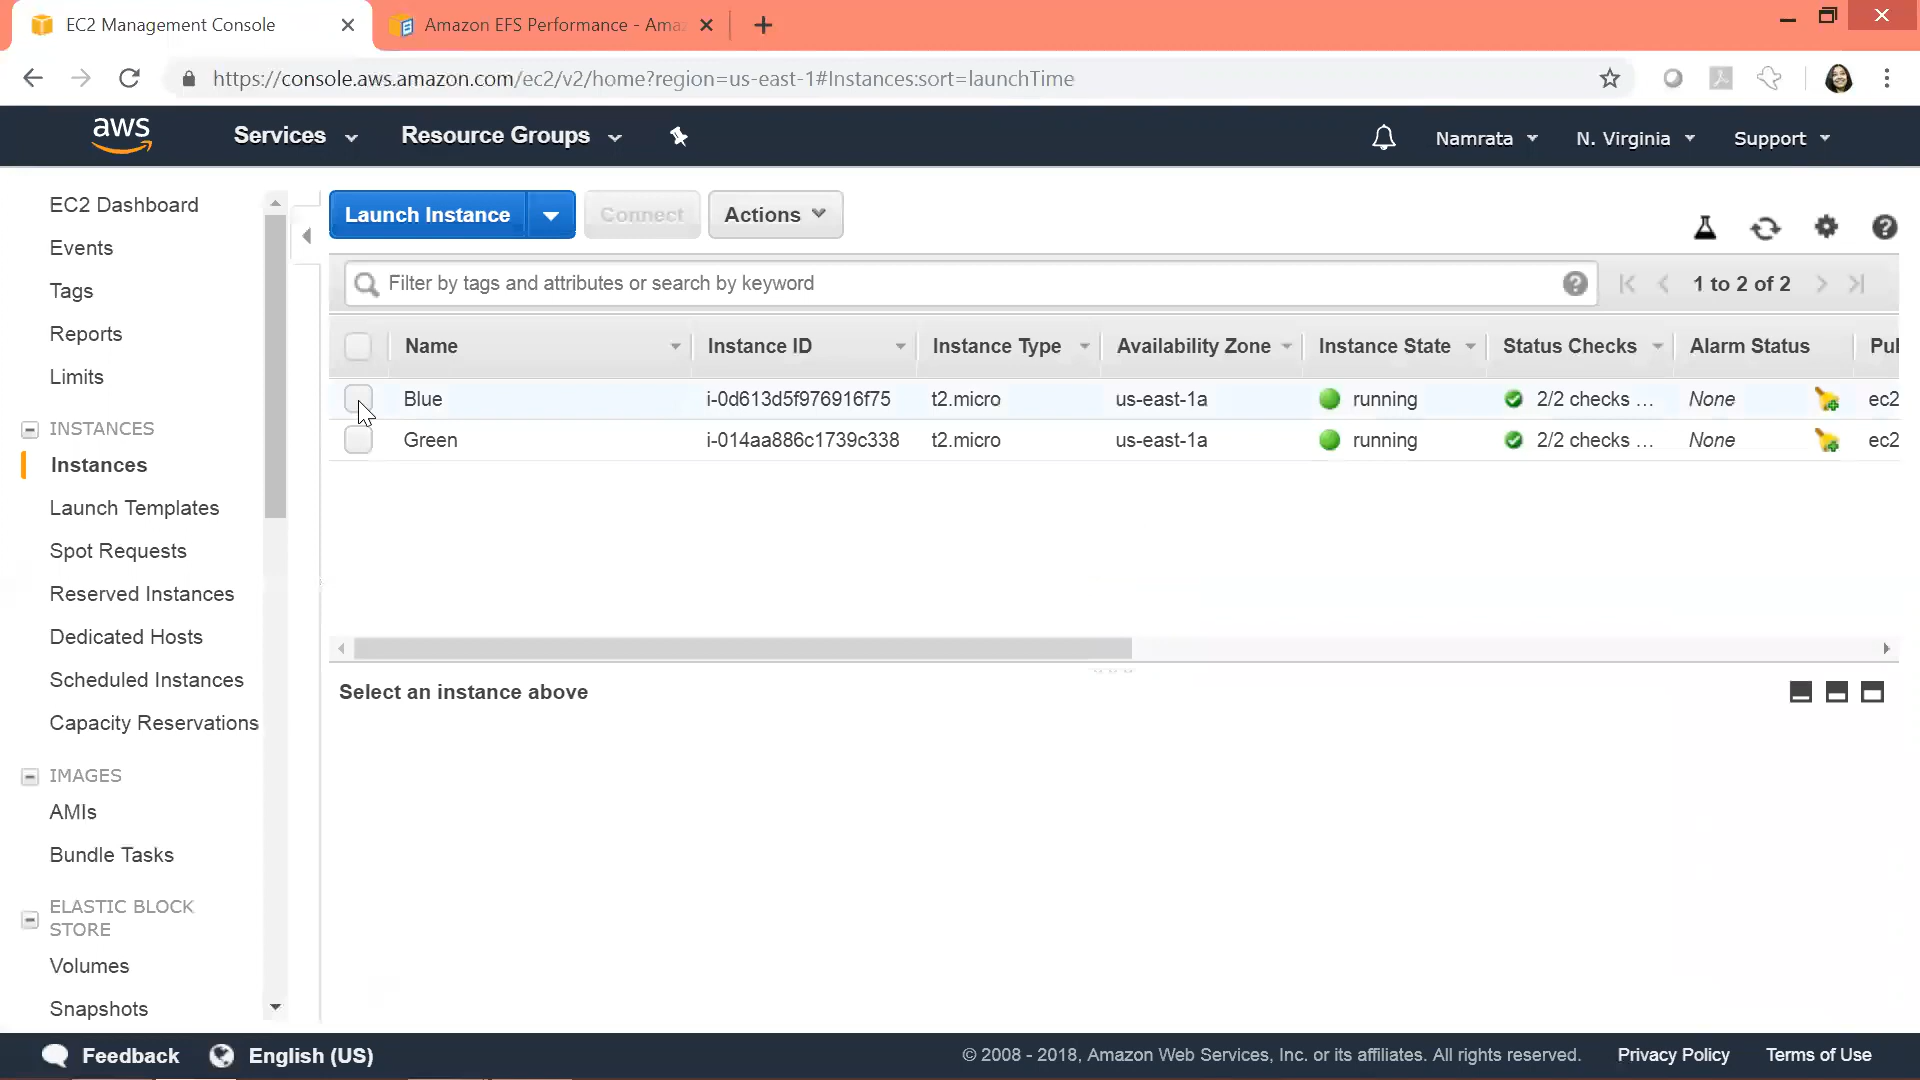 EC2 Management Console
Amazon EFS Performance - Ama
https://console.aws.amazon.com/ec2/v2/home?region=us-east-1#Instances:sort=launchTime
aws Services Resource Groups Namrata N. Virginia Support
EC2 Dashboard
Events
Tags
Reports
Limits
INSTANCES
Instances
Launch Templates
Spot Requests
Reserved Instances
Dedicated Hosts
Scheduled Instances
Capacity Reservations
IMAGES
AMIs
Bundle Tasks
ELASTIC BLOCK
STORE
Volumes
Snapshots
Launch Instance Connect Actions
Filter by tags and attributes or search by keyword 1 to 2 of 2
Name Instance ID Instance Type Availability Zone Instance State Status Checks Alarm Status Pul
Blue i-0d613d5f976916f75 t2.micro us-east-1a running 2/2 checks ... None ec2
Green i-014aa886c1739c338 t2.micro us-east-1a running 2/2 checks ... None ec2
Select an instance above
Feedback English (US) © 2008 - 2018, Amazon Web Services, Inc. or its affiliates. All rights reserved. Privacy Policy Terms of Use